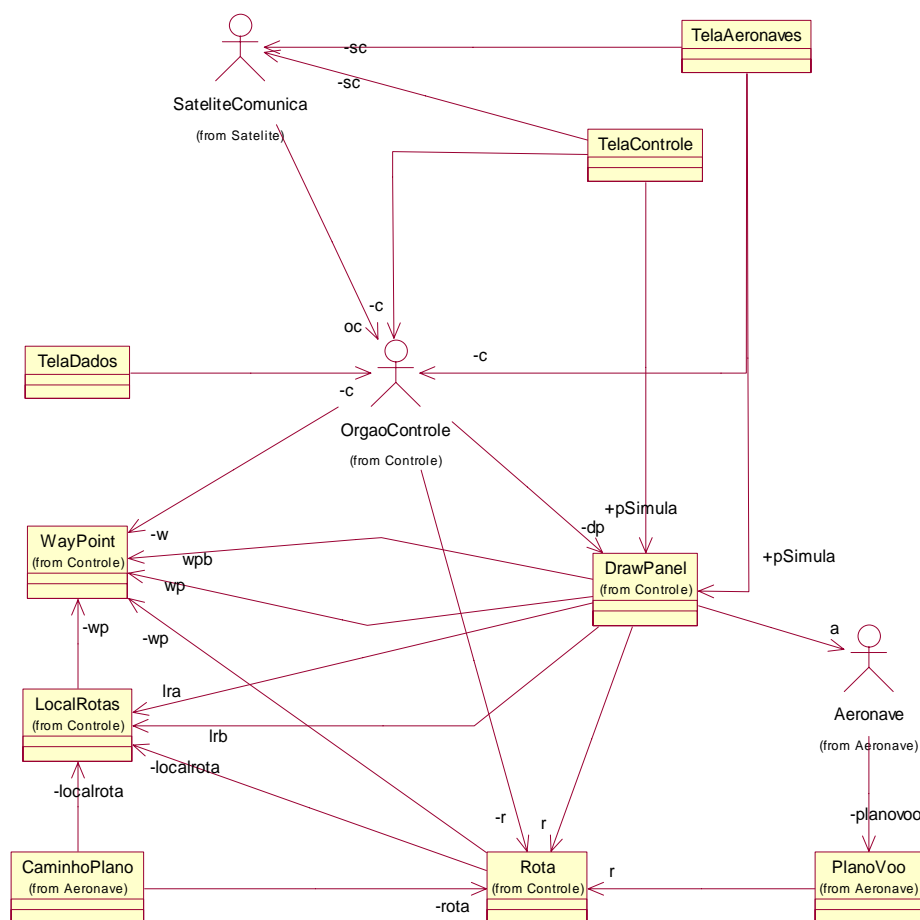 TelaAeronaves
-sc
-sc
SateliteComunica
(from Satelite)
TelaControle
-c
oc
TelaDados
-c
-c
OrgaoControle
(from Controle)
+pSimula
-dp
-w
WayPoint
(from Controle)
wpb
wp
DrawPanel
(from Controle)
+pSimula
-wp
-wp
a
lra
LocalRotas
(from Controle)
lrb
Aeronave
(from Aeronave)
-localrota
-localrota
-r
r
-planovoo
CaminhoPlano
(from Aeronave)
Rota
(from Controle)
r
PlanoVoo
(from Aeronave)
-rota